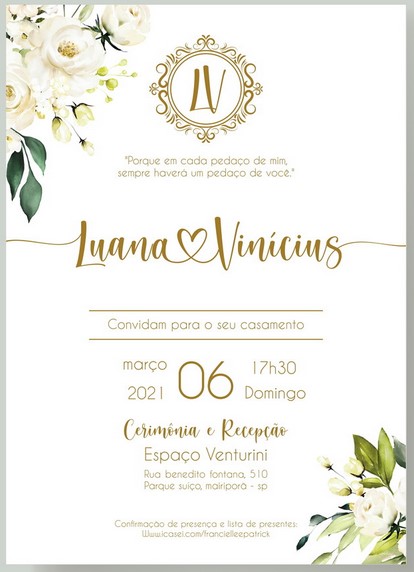 LV
"Porque em cada pedaço de mim,
sempre haverá um pedaço de você."
Luana Vinícius
Convidam para o seu casamento
março 06 17h30
2021 Domingo
Cerimônia e Recepção
Espaço Venturini
Rua benedito fontana, 510
Parque suiço, mairiporã - sp
Confirmação de presença e lista de presentes:
Www.icasei.com/francielleepatrick